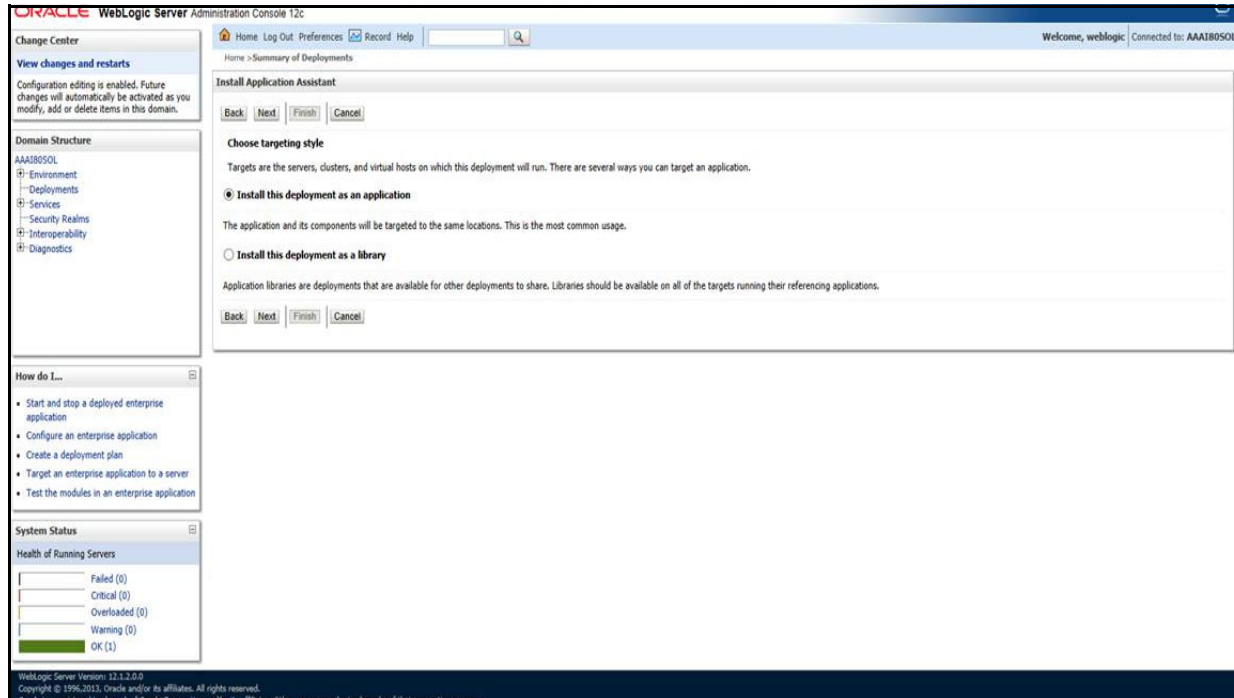 ORACLE WebLogic Server Administration Console 12c
Change Center
View changes and restarts
Configuration editing is enabled. Future
changes will automatically be activated as you
modify, add or delete items in this domain.
Domain Structure
AAAI80SOL
Environment
Deployments
Services
Security Realms
Interoperability
Diagnostics
How do I...
Start and stop a deployed enterprise
application
Configure an enterprise application
Create a deployment plan
Target an enterprise application to a server
Test the modules in an enterprise application
System Status
Health of Running Servers
Failed (0)
Critical (0)
Overloaded (0)
Warning (0)
OK (1)
Home Log Out Preferences Record Help
Welcome, weblogic Connected to: AAAI80SOL
Home >Summary of Deployments
Install Application Assistant
Back Next Finish Cancel
Choose targeting style
Targets are the servers, clusters, and virtual hosts on which this deployment will run. There are several ways you can target an application.
Install this deployment as an application
The application and its components will be targeted to the same locations. This is the most common usage.
Install this deployment as a library
Application libraries are deployments that are available for other deployments to share. Libraries should be available on all of the targets running their referencing applications.
Back Next Finish Cancel
WebLogic Server Version: 12.1.2.0.0
Copyright © 1996,2013, Oracle and/or its affiliates. All rights reserved.